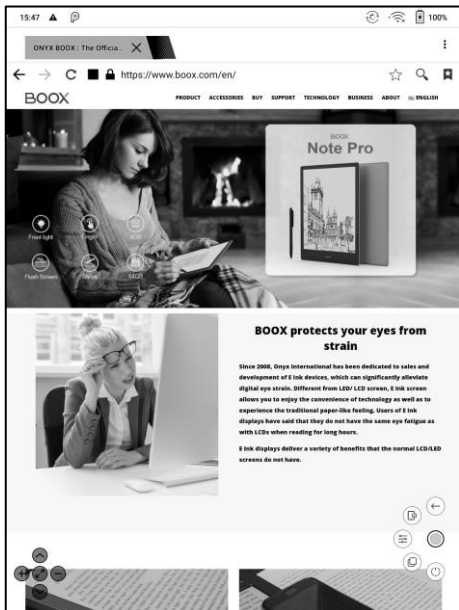 15:47
100%
ONYX BOOX : The Officia..
https://www.boox.com/en/
BOOX
PRODUCT ACCESSORIES BUY SUPPORT TECHNOLOGY BUSINESS ABOUT ENGLISH
BOOX
Note Pro
Front light
Finger
Flush Screen
64GB
BOOX protects your eyes from
strain
Since 2008, Onyx International has been dedicated to sales and
development of E Ink devices, which can significantly alleviate
digital eye strain. Different from LED/ LCD screen, E Ink screen
allows you to enjoy the convenience of technology as well as to
experience the traditional paper-like feeling. Users of E Ink
displays have said that they do not have the same eye fatigue as
with LCDs when reading for long hours.
E Ink displays deliver a variety of benefits that the normal LCD/LED
screens do not have.